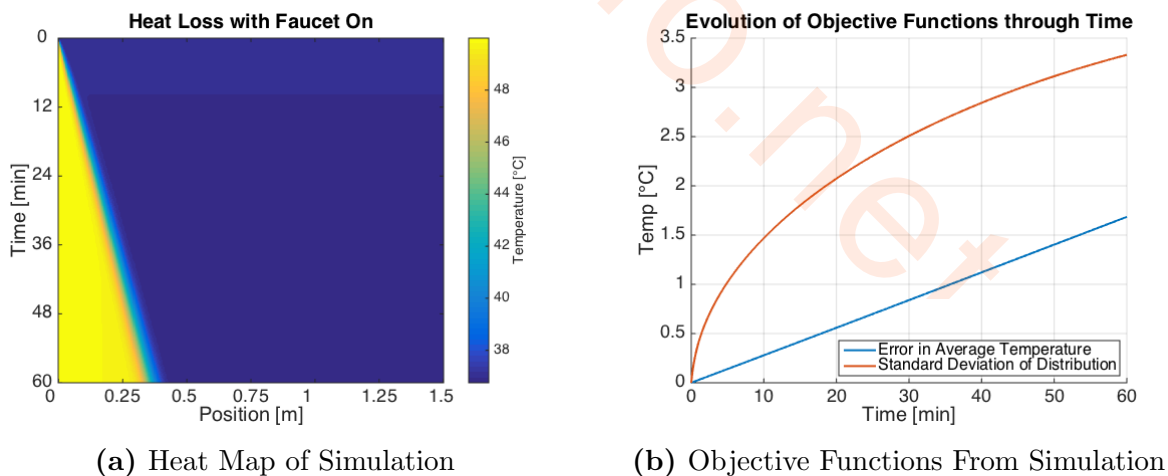 Heat Loss with Faucet On
0
12
24
36
48
60
Time [min]
0
0.25
0.5
0.75
1
1.25
1.5
Position [m]
48
46
44
42
40
38
Temperature [°C]
(a) Heat Map of Simulation
Evolution of Objective Functions through Time
3.5
3
2.5
2
1.5
1
0.5
0
Temp [°C]
0
10
20
30
40
50
60
Time [min]
Error in Average Temperature
Standard Deviation of Distribution
(b) Objective Functions From Simulation
o.net